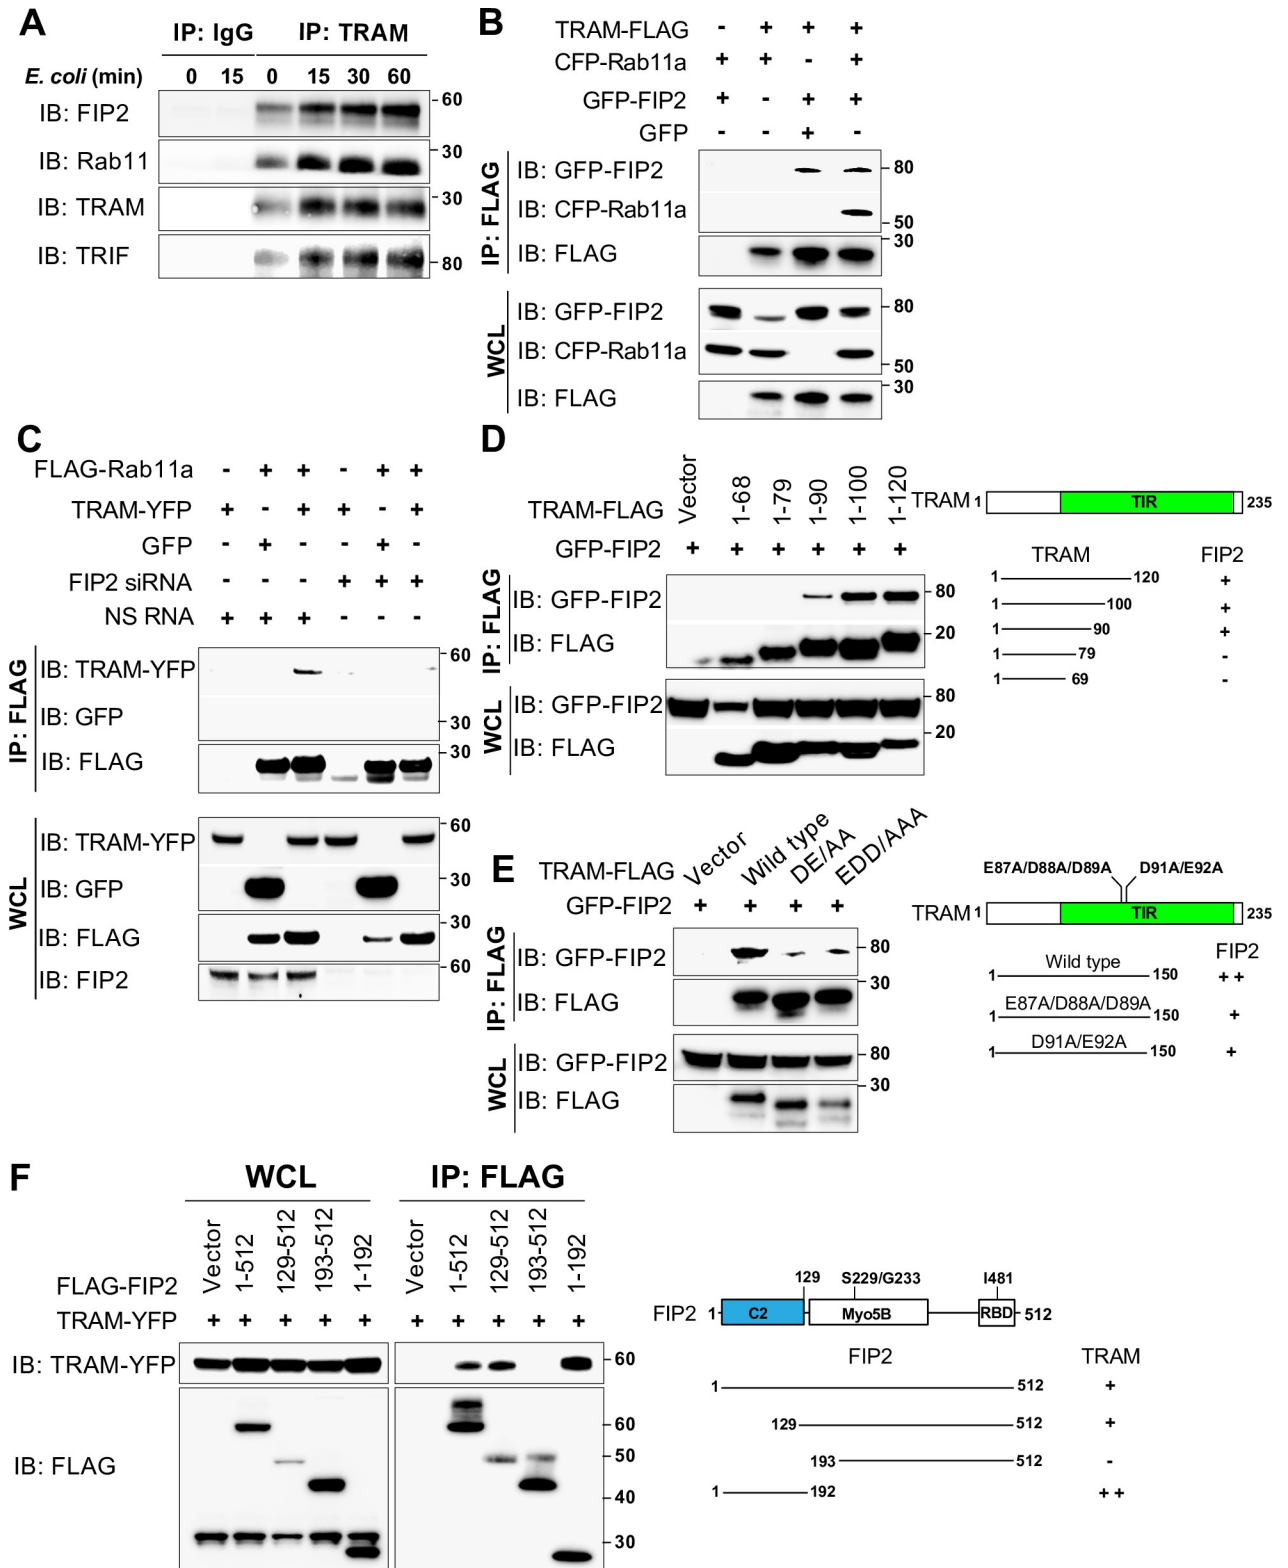 A
IP: IgG IP: TRAM
E. coli (min) 0 15 0 15 30 60
IB: FIP2 60
IB: Rab11 30
IB: TRAM 30
IB: TRIF 80
B
TRAM-FLAG - + + +
CFP-Rab11a + + - +
GFP-FIP2 + - + +
GFP - - + -
IP: FLAG
IB: GFP-FIP2 80
IB: CFP-Rab11a 50
IB: FLAG 30
WCL
IB: GFP-FIP2 80
IB: CFP-Rab11a 50
IB: FLAG 30
C
FLAG-Rab11a - + + - + +
TRAM-YFP + - + + - +
GFP - + - - + -
FIP2 siRNA - - - + + +
NS RNA + + + - - -
IP: FLAG
IB: TRAM-YFP 60
IB: GFP 30
IB: FLAG 30
WCL
IB: TRAM-YFP 60
IB: GFP 30
IB: FLAG 30
IB: FIP2 60
D
TRAM-FLAG Vector 1-68 1-79 1-90 1-100 1-120
GFP-FIP2 + + + + + +
IP: FLAG
IB: GFP-FIP2 80
IB: FLAG 20
WCL
IB: GFP-FIP2 80
IB: FLAG 20
TRAM 1 TIR 235
TRAM FIP2
1 120 +
1 100 +
1 90 +
1 79 -
1 69 -
E
TRAM-FLAG Vector Wild type DE/AA EDD/AAA
GFP-FIP2 + + + +
IP: FLAG
IB: GFP-FIP2 80
IB: FLAG 30
WCL
IB: GFP-FIP2 80
IB: FLAG 30
E87A/D88A/D89A D91A/E92A
TRAM 1 TIR 235
FIP2
Wild type
1 150 + +
E87A/D88A/D89A
1 150 +
D91A/E92A
1 150 +
F
WCL IP: FLAG
FLAG-FIP2 Vector 1-512 129-512 193-512 1-192 Vector 1-512 129-512 193-512 1-192
TRAM-YFP + + + + + + + + + +
IB: TRAM-YFP 60
IB: FLAG
60
50
40
30
129 S229/G233 I481
FIP2 1 C2 Myo5B RBD 512
FIP2 TRAM
1 512 +
129 512 +
193 512 -
1 192 + +